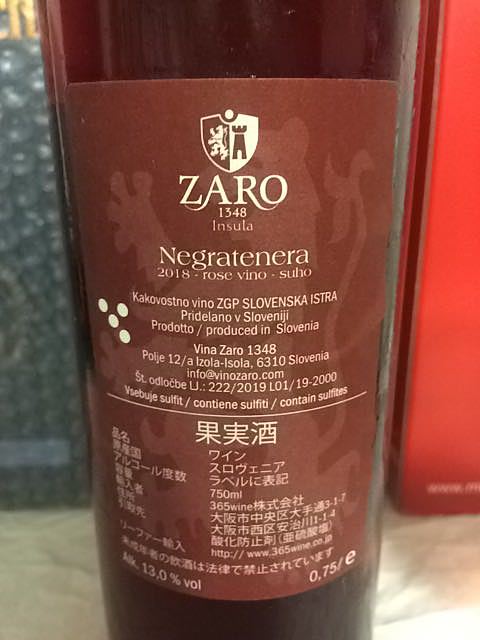 ZARO
1348
Insula
Negratenera
2018 - rose vino - suho
Kakovostno vino ZGP SLOVENSKA ISTRA
Pridelano v Sloveniji
Prodotto / produced in Slovenia
Vina Zaro 1348
Polje 12/a Izola-Isola, 6310 Slovenia
info@vinozaro.com
Št. odločbe LJ.: 222/2019 L01/19-2000
Vsebuje sulfit / contiene sulfiti / contain sulfites
果実酒
品名 ワイン
原産国 スロヴェニア
アルコール度数 ラベルに表記
容量 750ml
輸入者 365wine株式会社
住所 大阪市中央区大手通3-1-7
引取先 大阪市西区安治川1-1-4
酸化防止剤(亜硫酸塩)
リーファー輸入 http://www.365wine.co.jp
未成年者の飲酒は法律で禁止されています
Alk. 13,0 % vol
0,75l e
www.m